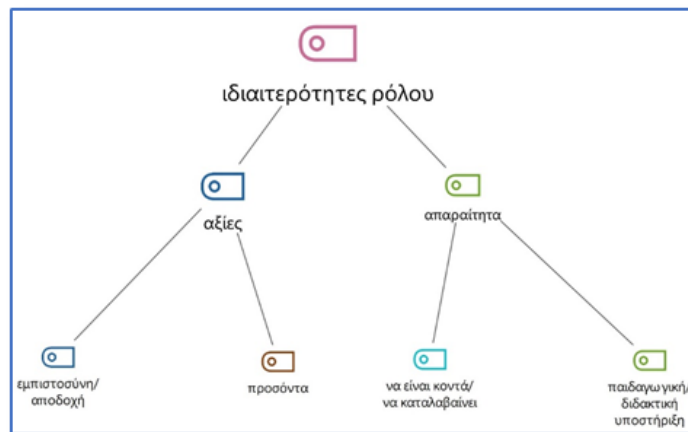 ιδιαιτερότητες ρόλου
αξίες
απαραίτητα
εμπιστοσύνη/
αποδοχή
προσόντα
να είναι κοντά/
να καταλαβαίνει
παιδαγωγική/
διδακτική
υποστήριξη